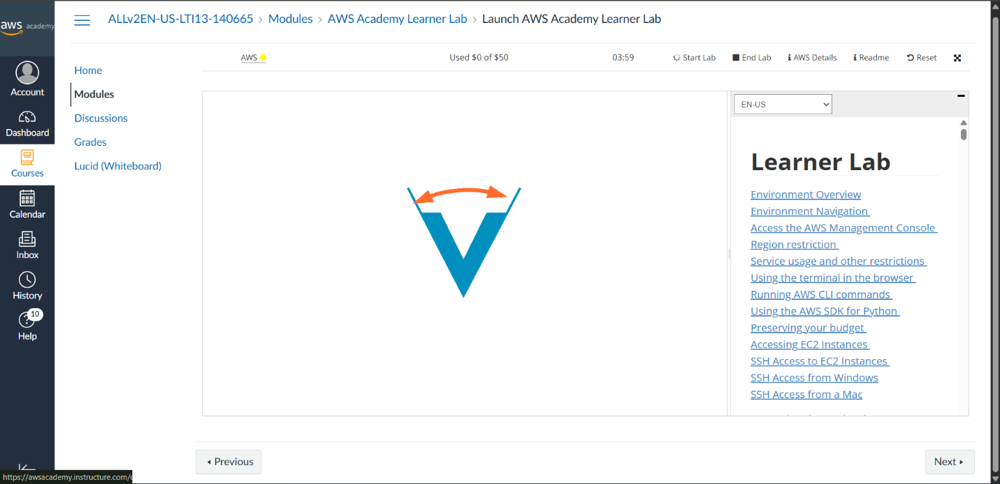 aws academy
ALLv2EN-US-LTI13-140665 › Modules › AWS Academy Learner Lab › Launch AWS Academy Learner Lab
AWS
Used $0 of $50
03:59
Start Lab
End Lab
AWS Details
Readme
Reset
Account
Dashboard
Courses
Calendar
Inbox
History
10
Help
Home
Modules
Discussions
Grades
Lucid (Whiteboard)
EN-US
Learner Lab
Environment Overview
Environment Navigation
Access the AWS Management Console
Region restriction
Service usage and other restrictions
Using the terminal in the browser
Running AWS CLI commands
Using the AWS SDK for Python
Preserving your budget
Accessing EC2 Instances
SSH Access to EC2 Instances
SSH Access from Windows
SSH Access from a Mac
Previous
Next
https://awsacademy.instructure.com/